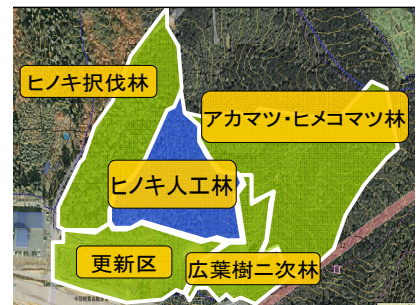 ヒノキ択伐林
アカマツ・ヒメコマツ林
ヒノキ人工林
更新区
広葉樹二次林